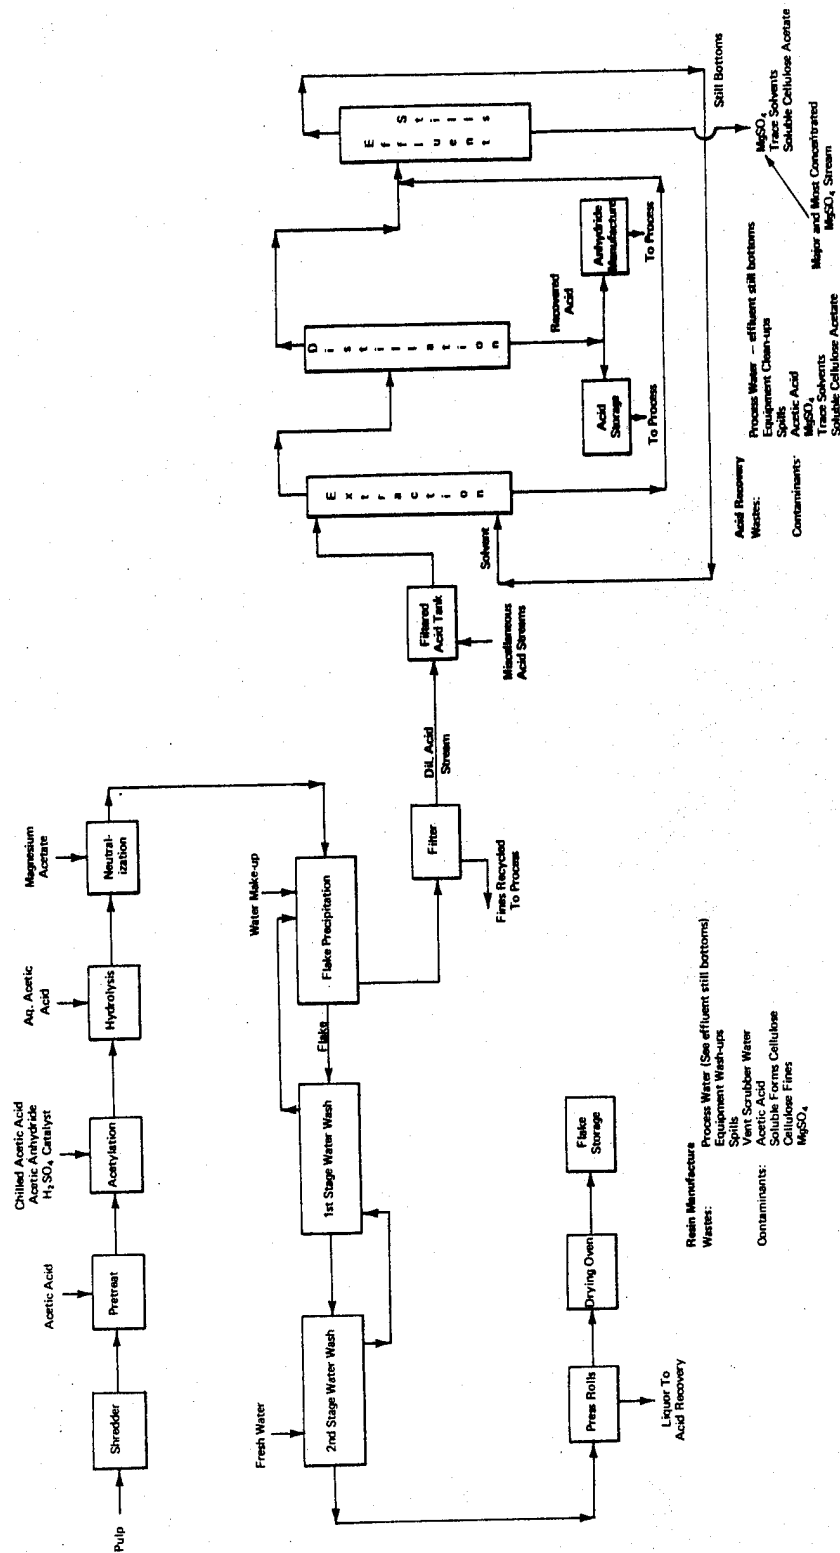 Pulp
Shredder
Acetic Acid
Pretreat
Chilled Acetic Acid
Acetic Anhydride
H₂SO₄ Catalyst
Acetylation
Aq. Acetic
Acid
Hydrolysis
Magnesium
Acetate
Neutral-
ization
Fresh Water
2nd Stage Water Wash
1st Stage Water Wash
Flake
Water Make-up
Flake Precipitation
Filter
Fines Recycled
To Process
Dil. Acid
Stream
Filtered
Acid Tank
Miscellaneous
Acid Streams
Solvent
Extraction
Distillation
Recovered
Acid
Acid
Storage
To Process
Anhydride
Manufacture
To Process
Effluent
Stills
Still Bottoms
MgSO₄
Trace Solvents
Soluble Cellulose Acetate
Major and Most Concentrated
MgSO₄ Stream
Press Rolls
Liquor To
Acid Recovery
Drying Oven
Flake
Storage
Resin Manufacture
Wastes: Process Water (See effluent still bottoms)
Equipment Wash-ups
Spills
Vent Scrubber Water
Contaminants: Acetic Acid
Soluble Forms Cellulose
Cellulose Fines
MgSO₄
Acid Recovery
Wastes: Process Water – effluent still bottoms
Equipment Clean-ups
Spills
Contaminants: Acetic Acid
MgSO₄
Trace Solvents
Soluble Cellulose Acetate